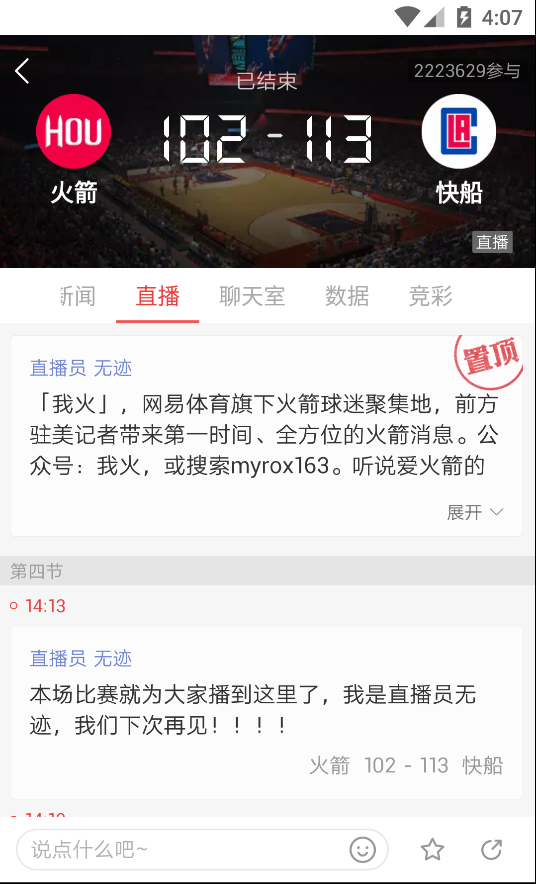 4:07
已结束
2223629参与
HOU
102 - 113
LA
火箭
快船
直播
新闻
直播
聊天室
数据
竞彩
置顶
直播员 无迹
「我火」，网易体育旗下火箭球迷聚集地，前方
驻美记者带来第一时间、全方位的火箭消息。公
众号：我火，或搜索myrox163。听说爱火箭的
展开
第四节
14:13
直播员 无迹
本场比赛就为大家播到这里了，我是直播员无
迹，我们下次再见！！！！
火箭 102 - 113 快船
说点什么吧~